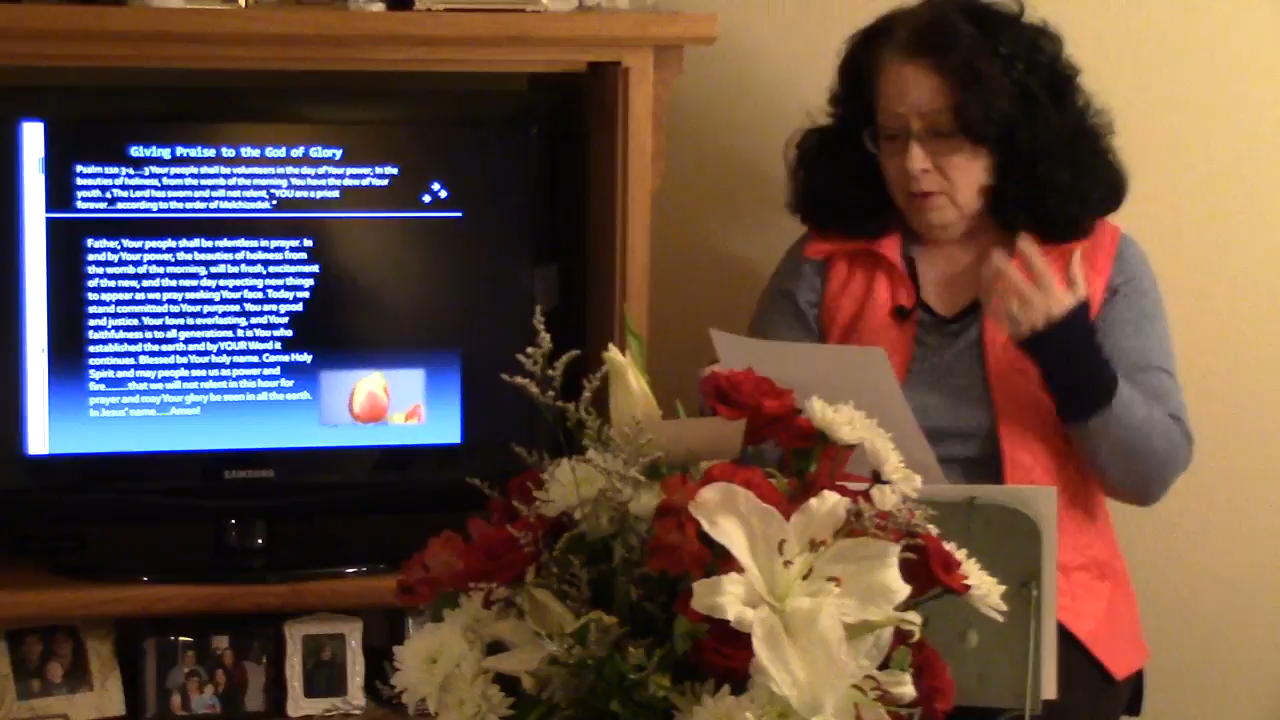 Giving Praise to the God of Glory
Psalm 110:3-4....3 Your people shall be volunteers in the day of Your power; In the
beauties of holiness, from the womb of the morning, You have the dew of Your
youth. 4 The Lord has sworn and will not relent, "YOU are a priest
forever....according to the order of Melchizedek."
Father, Your people shall be relentless in prayer. In
and by Your power, the beauties of holiness from
the womb of the morning, will be fresh, excitement
of the new, and the new day expecting new things
to appear as we pray seeking Your face. Today we
stand committed to Your purpose. You are good
and justice. Your love is everlasting, and Your
faithfulness is to all generations. It is You who
established the earth and by YOUR Word it
continues. Blessed be Your holy name. Come Holy
Spirit and may people see us as power and
fire.......that we will not relent in this hour for
prayer and may Your glory be seen in all the earth.
In Jesus' name.....Amen!
SAMSUNG